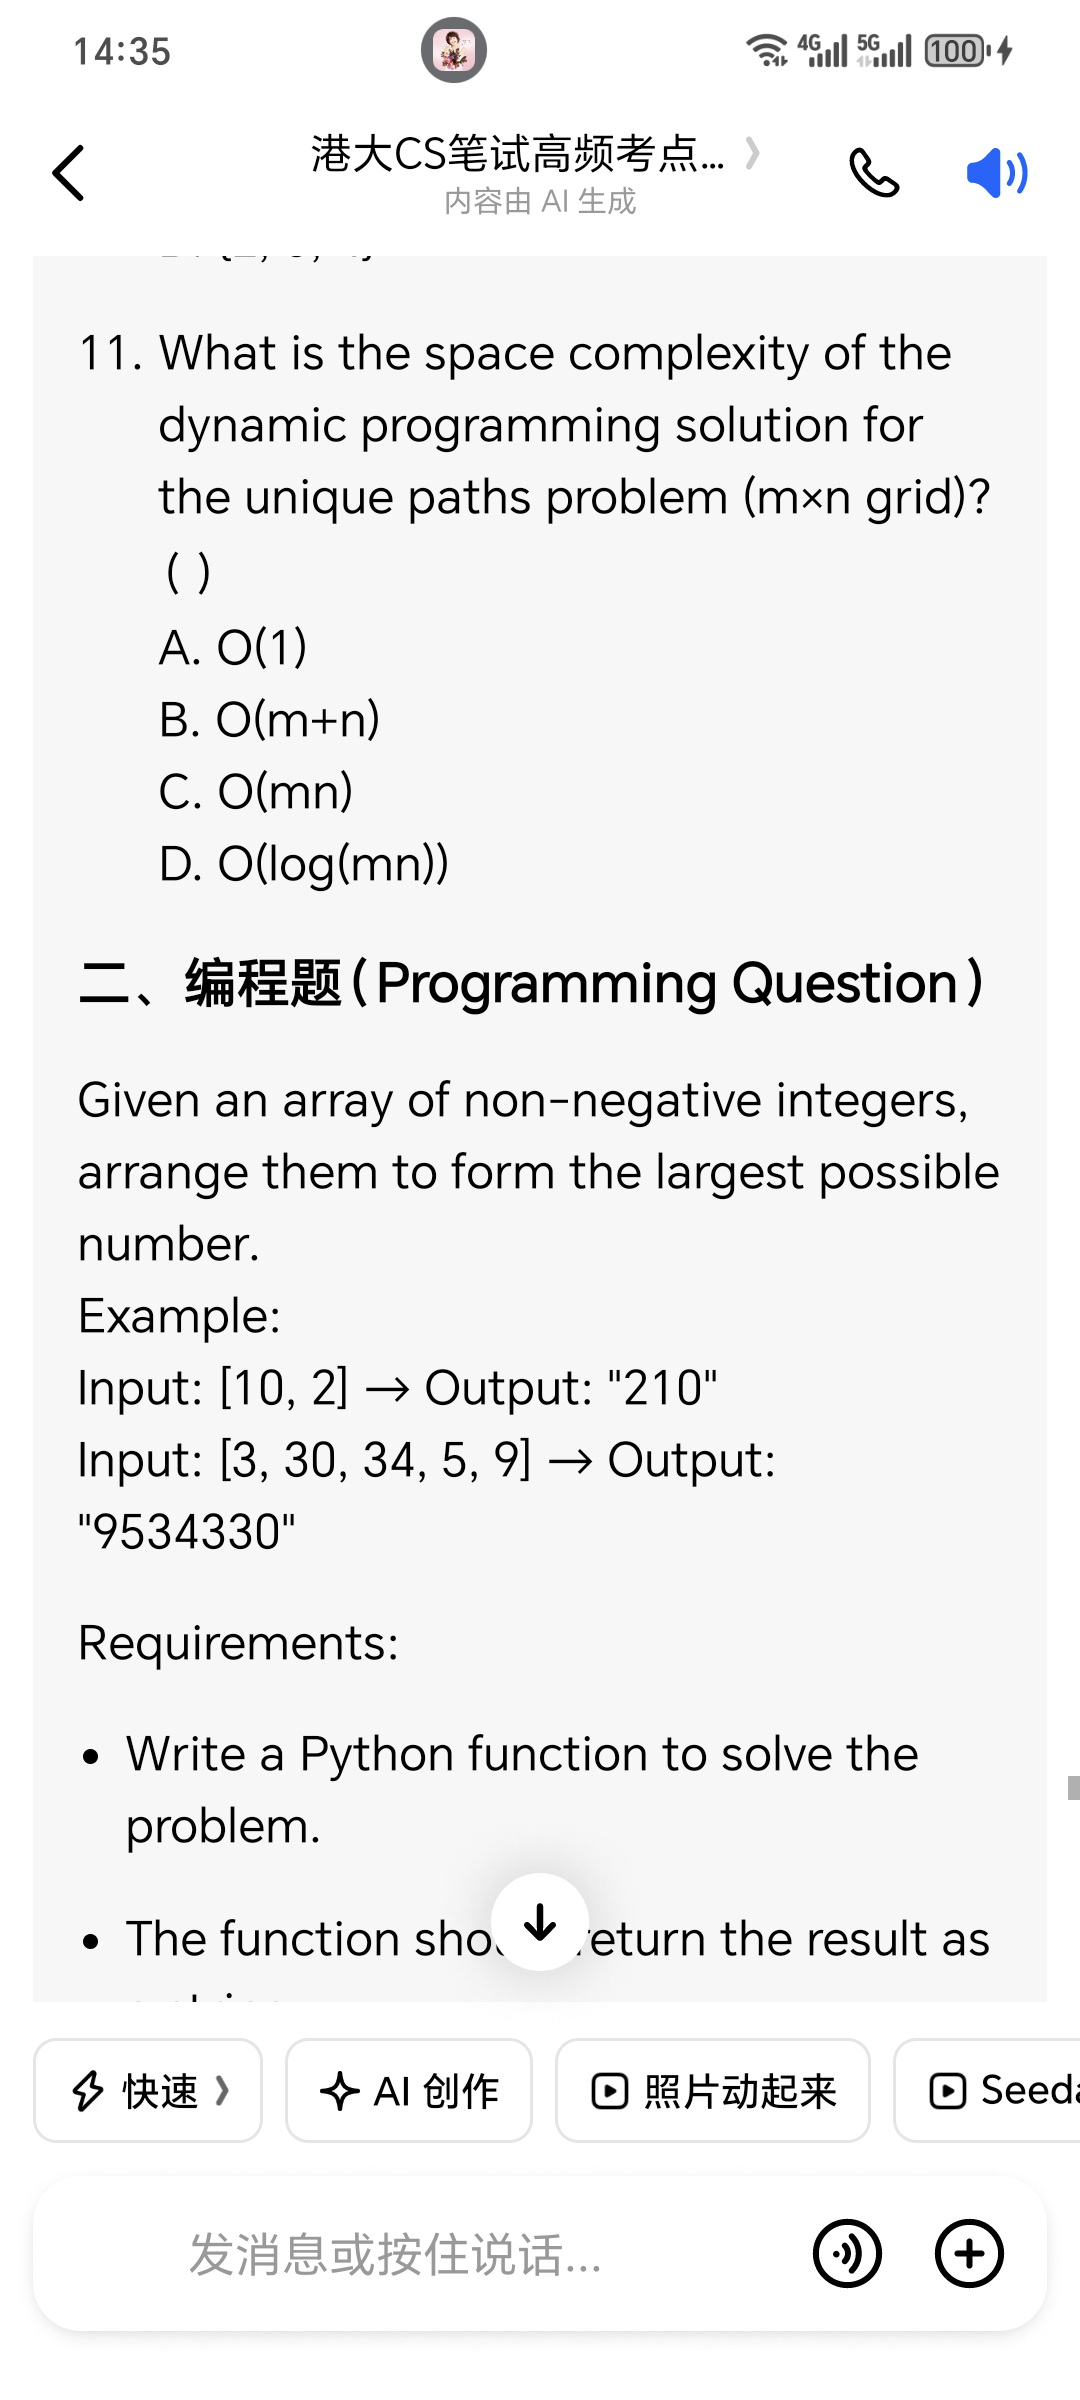 14:35
4G 5G 100
港大CS笔试高频考点...
内容由 AI 生成
11. What is the space complexity of the
dynamic programming solution for
the unique paths problem (m×n grid)?
( )
A. O(1)
B. O(m+n)
C. O(mn)
D. O(log(mn))
二、编程题(Programming Question)
Given an array of non-negative integers,
arrange them to form the largest possible
number.
Example:
Input: [10, 2] → Output: "210"
Input: [3, 30, 34, 5, 9] → Output:
"9534330"
Requirements:
• Write a Python function to solve the
problem.
• The function return the result as
快速 AI 创作 照片动起来
发消息或按住说话...